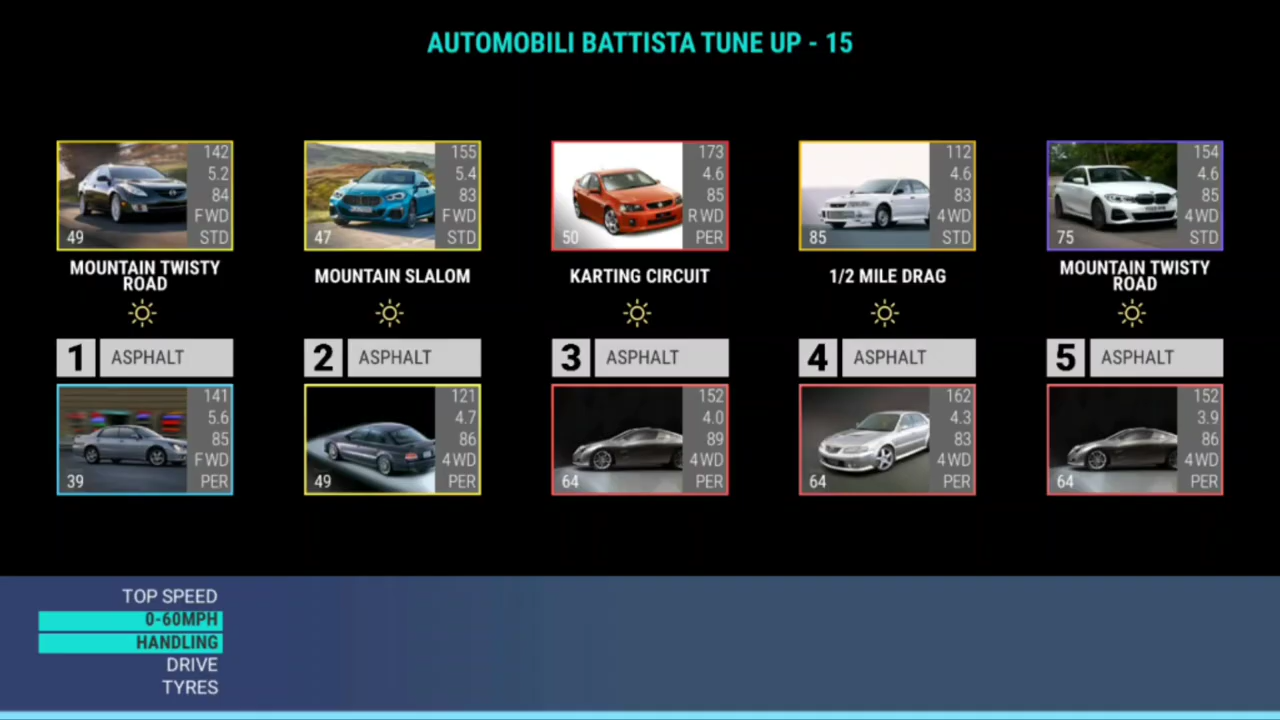 AUTOMOBILI BATTISTA TUNE UP - 15
142
5.2
84
FWD
STD
49
155
5.4
83
FWD
STD
47
173
4.6
85
RWD
PER
50
112
4.6
83
4WD
STD
85
154
4.6
85
4WD
STD
75
MOUNTAIN TWISTY
ROAD
MOUNTAIN SLALOM
KARTING CIRCUIT
1/2 MILE DRAG
MOUNTAIN TWISTY
ROAD
1 ASPHALT
2 ASPHALT
3 ASPHALT
4 ASPHALT
5 ASPHALT
141
5.6
85
FWD
PER
39
121
4.7
86
4WD
PER
49
152
4.0
89
4WD
PER
64
162
4.3
83
4WD
PER
64
152
3.9
86
4WD
PER
64
TOP SPEED
0-60MPH
HANDLING
DRIVE
TYRES